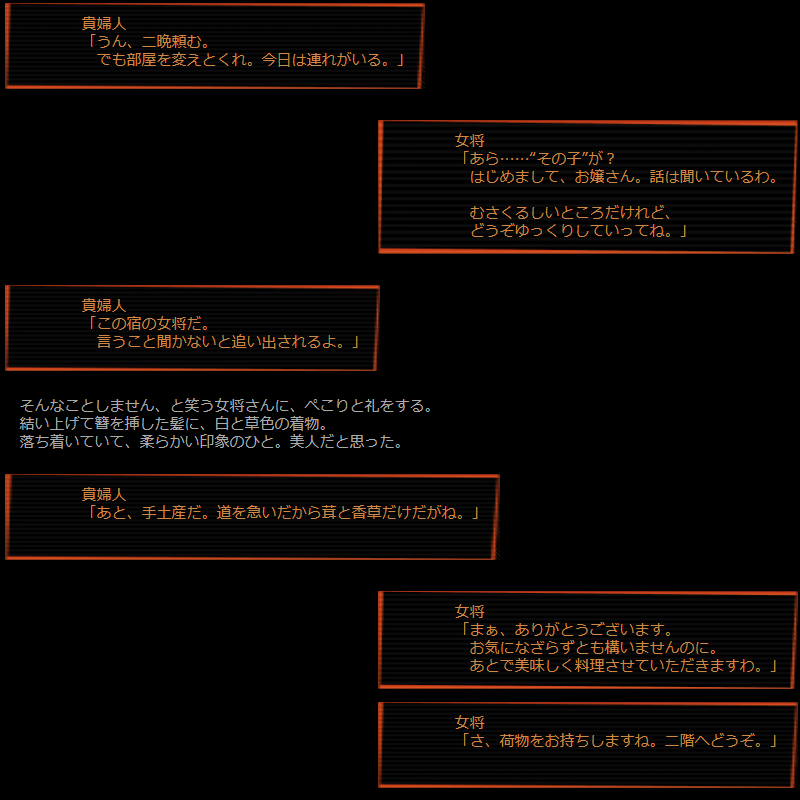 貴婦人
「うん、二晩頼む。
でも部屋を変えとくれ。今日は連れがいる。」
女将
「あら……“その子”が？
はじめまして、お嬢さん。話は聞いているわ。
むさくるしいところだけれど、
どうぞゆっくりしていってね。」
貴婦人
「この宿の女将だ。
言うこと聞かないと追い出されるよ。」
そんなことしません、と笑う女将さんに、ぺこりと礼をする。
結い上げて簪を挿した髪に、白と草色の着物。
落ち着いていて、柔らかい印象のひと。美人だと思った。
貴婦人
「あと、手土産だ。道を急いだから茸と香草だけだがね。」
女将
「まぁ、ありがとうございます。
お気になさらずとも構いませんのに。
あとで美味しく料理させていただきますわ。」
女将
「さ、荷物をお持ちしますね。二階へどうぞ。」